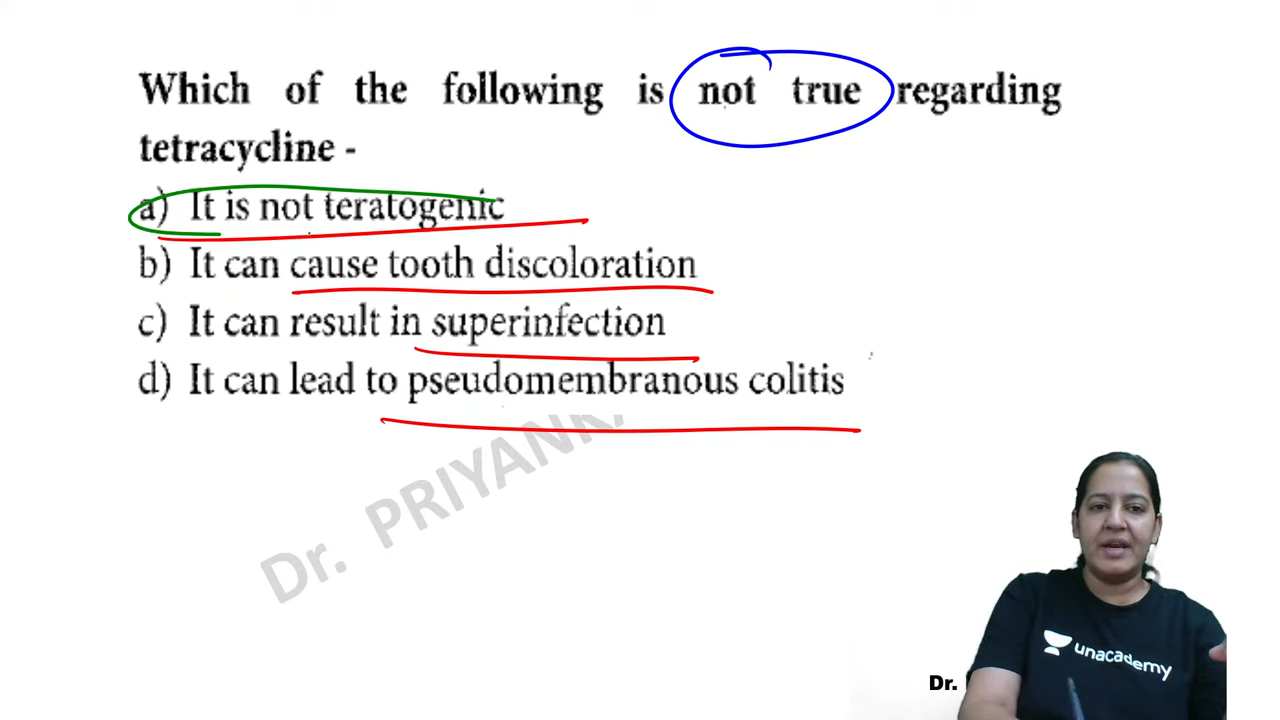 Which of the following is not true regarding
tetracycline -
a) It is not teratogenic
b) It can cause tooth discoloration
c) It can result in superinfection
d) It can lead to pseudomembranous colitis
Dr. PRIYANK
unacademy
Dr.